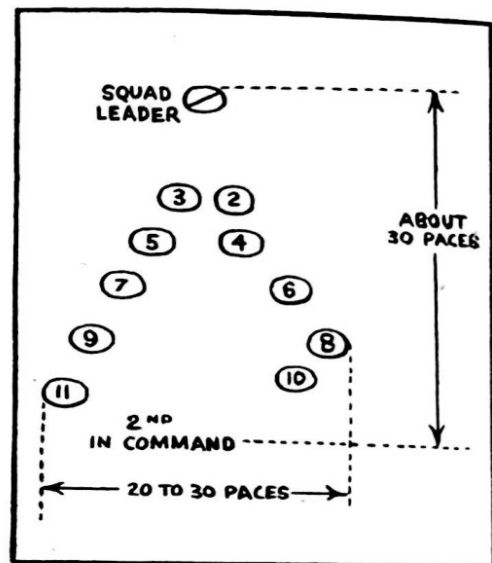 SQUAD
LEADER
3 2
5 4
ABOUT
30 PACES
7 6
9 8
11 10
2ND
IN COMMAND
20 TO 30 PACES